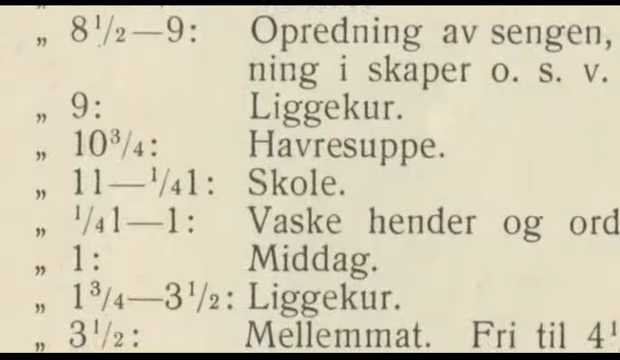 „ 8½—9: Opredning av sengen,
ning i skaper o. s. v.
„ 9: Liggekur.
„ 10¾: Havresuppe.
„ 11—¼1: Skole.
„ ¼1—1: Vaske hender og ord
„ 1: Middag.
„ 1¾—3½: Liggekur.
„ 3½: Mellemmat. Fri til 4